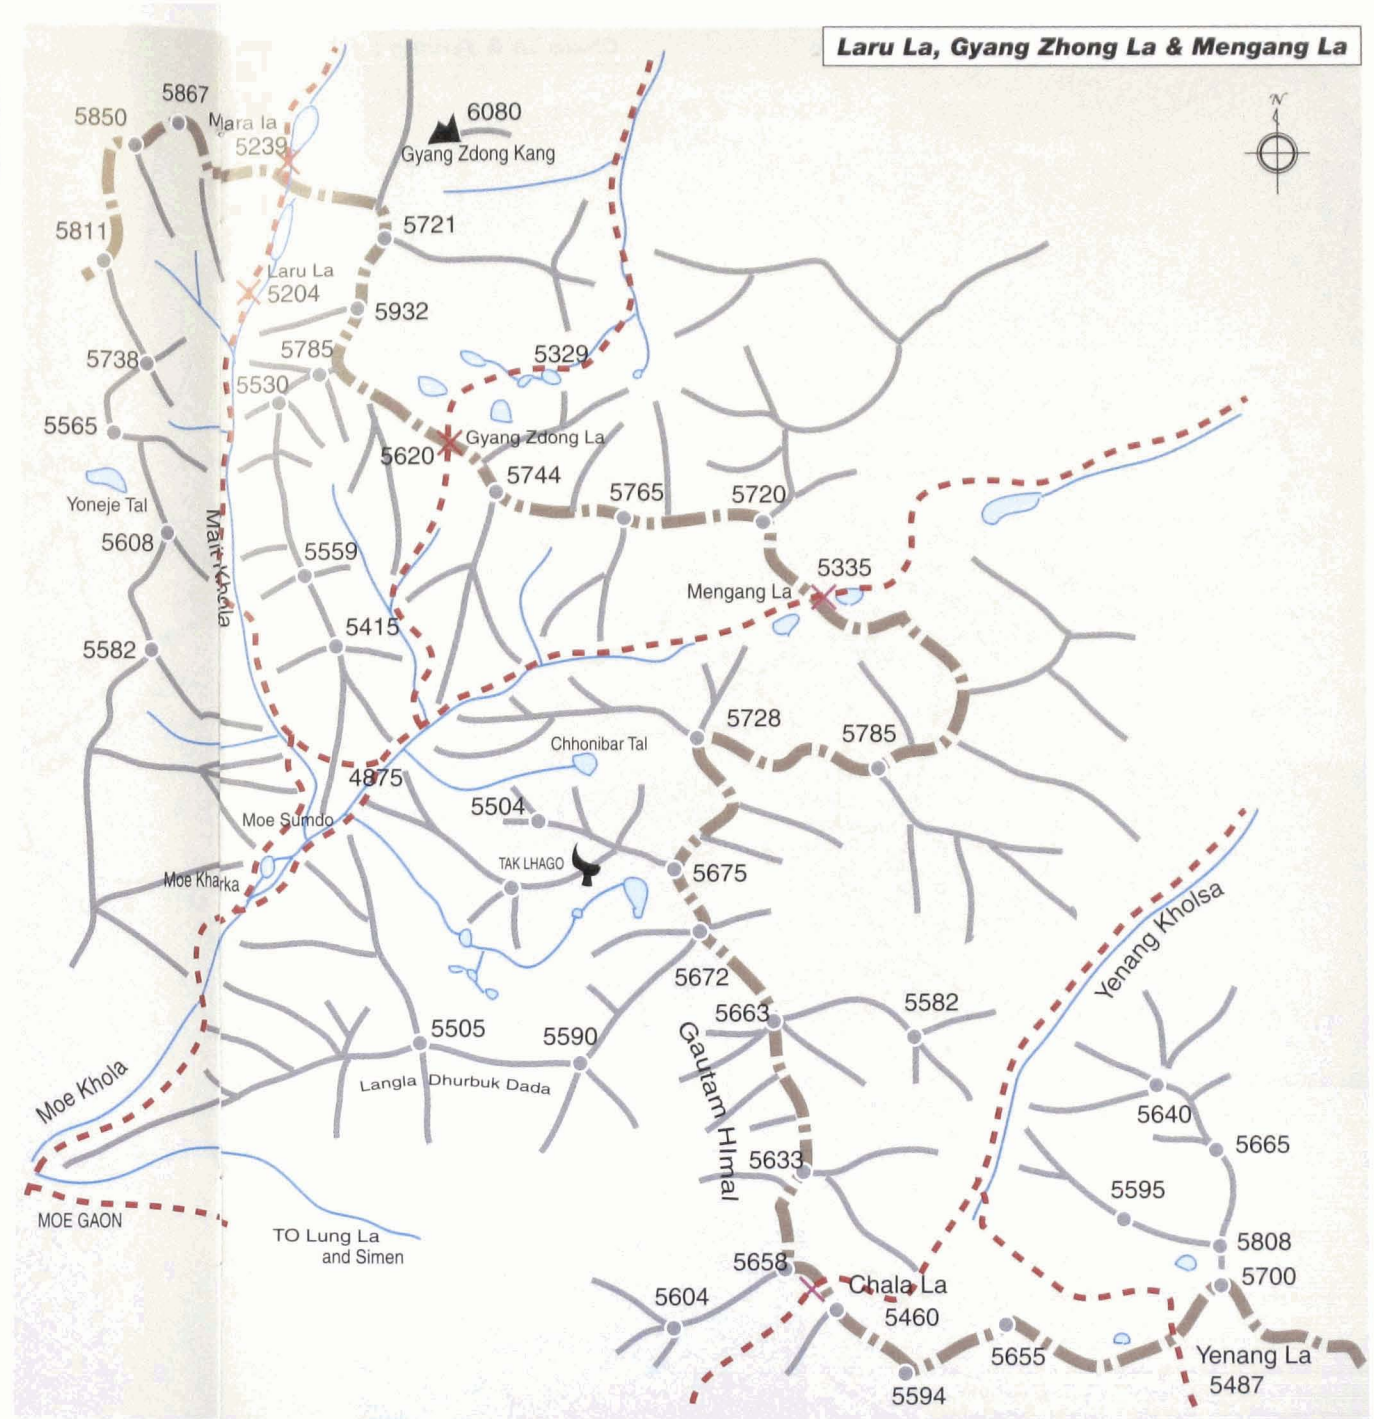 Laru La, Gyang Zhong La & Mengang La
N
5867
5850
Mara la
5239
6080
Gyang Zdong Kang
5811
5721
Laru La
5204
5932
5738
5785
5329
5530
5565
Gyang Zdong La
5620
5744
Yoneje Tal
5765
5720
5608
Mait Khola
5559
5335
Mengang La
5415
5582
5728
5785
Chhonibar Tal
4875
5504
Moe Sumdo
TAK LHAGO
5675
Moe Kharka
Yenang Kholsa
5672
5663
5582
5505
5590
Gautam HImal
Langla Dhurbuk Dada
Moe Khola
5640
5665
5633
5595
MOE GAON
TO Lung La
and Simen
5808
5658
5700
Chala La
5460
5604
5655
Yenang La
5487
5594